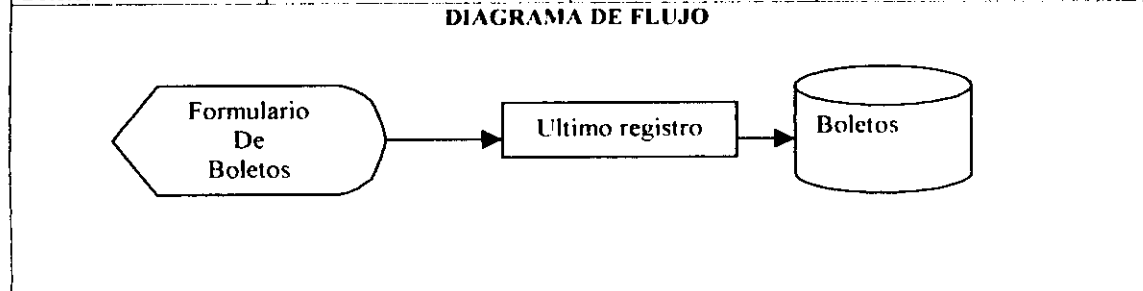 DIAGRAMA DE FLUJO
Formulario
De
Boletos
Ultimo registro
Boletos